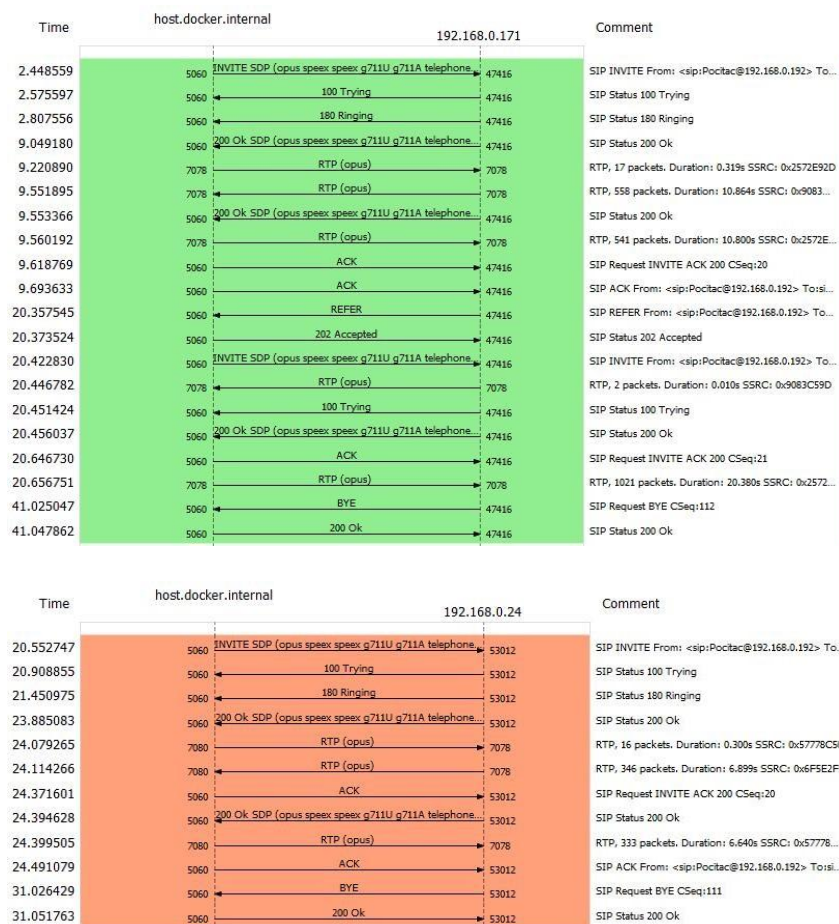 Time host.docker.internal 192.168.0.171 Comment
2.448559 5060 INVITE SDP (opus speex speex g711U g711A telephone... 47416 SIP INVITE From: <sip:Pocitac@192.168.0.192> To...
2.575597 5060 100 Trying 47416 SIP Status 100 Trying
2.807556 5060 180 Ringing 47416 SIP Status 180 Ringing
9.049180 5060 200 Ok SDP (opus speex speex g711U g711A telephone... 47416 SIP Status 200 Ok
9.220890 7078 RTP (opus) 7078 RTP, 17 packets. Duration: 0.319s SSRC: 0x2572E92D
9.551895 7078 RTP (opus) 7078 RTP, 558 packets. Duration: 10.864s SSRC: 0x9083...
9.553366 5060 200 Ok SDP (opus speex speex g711U g711A telephone... 47416 SIP Status 200 Ok
9.560192 7078 RTP (opus) 7078 RTP, 541 packets. Duration: 10.800s SSRC: 0x2572E...
9.618769 5060 ACK 47416 SIP Request INVITE ACK 200 CSeq:20
9.693633 5060 ACK 47416 SIP ACK From: <sip:Pocitac@192.168.0.192> To:si...
20.357545 5060 REFER 47416 SIP REFER From: <sip:Pocitac@192.168.0.192> To...
20.373524 5060 202 Accepted 47416 SIP Status 202 Accepted
20.422830 5060 INVITE SDP (opus speex speex g711U g711A telephone... 47416 SIP INVITE From: <sip:Pocitac@192.168.0.192> To...
20.446782 7078 RTP (opus) 7078 RTP, 2 packets. Duration: 0.010s SSRC: 0x9083C59D
20.451424 5060 100 Trying 47416 SIP Status 100 Trying
20.456037 5060 200 Ok SDP (opus speex speex g711U g711A telephone... 47416 SIP Status 200 Ok
20.646730 5060 ACK 47416 SIP Request INVITE ACK 200 CSeq:21
20.656751 7078 RTP (opus) 7078 RTP, 1021 packets. Duration: 20.380s SSRC: 0x2572...
41.025047 5060 BYE 47416 SIP Request BYE CSeq:112
41.047862 5060 200 Ok 47416 SIP Status 200 Ok
Time host.docker.internal 192.168.0.24 Comment
20.552747 5060 INVITE SDP (opus speex speex g711U g711A telephone... 53012 SIP INVITE From: <sip:Pocitac@192.168.0.192> To.
20.908855 5060 100 Trying 53012 SIP Status 100 Trying
21.450975 5060 180 Ringing 53012 SIP Status 180 Ringing
23.885083 5060 200 Ok SDP (opus speex speex g711U g711A telephone... 53012 SIP Status 200 Ok
24.079265 7080 RTP (opus) 7078 RTP, 16 packets. Duration: 0.300s SSRC: 0x57778C5
24.114266 7080 RTP (opus) 7078 RTP, 346 packets. Duration: 6.899s SSRC: 0x6F5E2F
24.371601 5060 ACK 53012 SIP Request INVITE ACK 200 CSeq:20
24.394628 5060 200 Ok SDP (opus speex speex g711U g711A telephone... 53012 SIP Status 200 Ok
24.399505 7080 RTP (opus) 7078 RTP, 333 packets. Duration: 6.640s SSRC: 0x57778...
24.491079 5060 ACK 53012 SIP ACK From: <sip:Pocitac@192.168.0.192> To:si..
31.026429 5060 BYE 53012 SIP Request BYE CSeq:111
31.051763 5060 200 Ok 53012 SIP Status 200 Ok